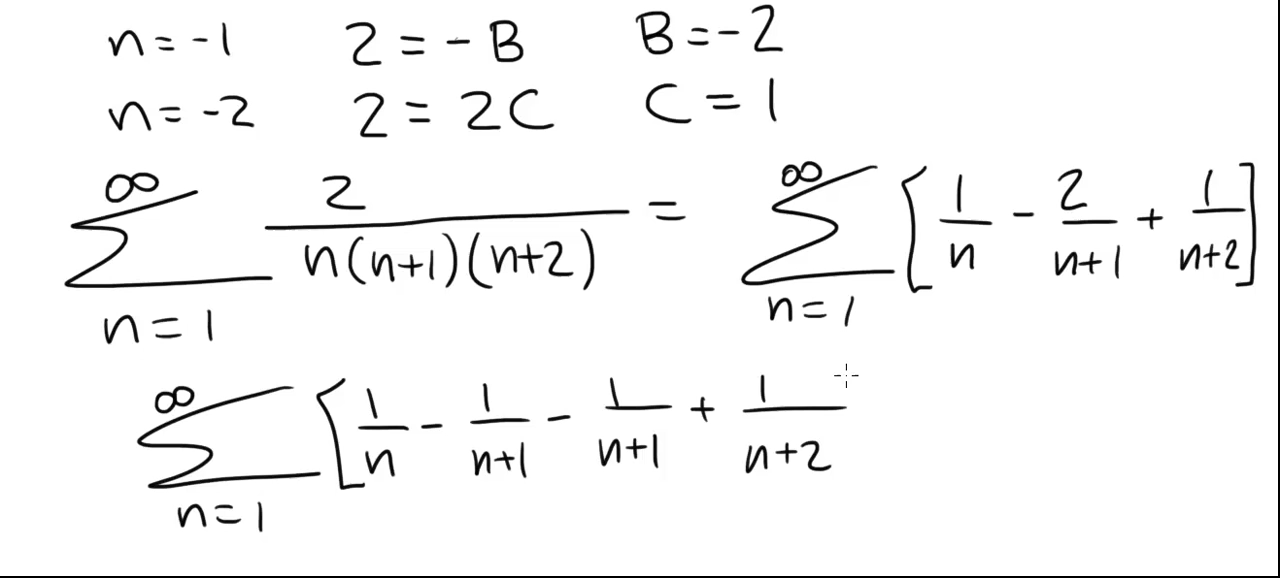 n = -1    2 = -B    B = -2
n = -2    2 = 2C    C = 1
∞∑n=1 2/(n(n+1)(n+2)) = ∞∑n=1 [1/n - 2/(n+1) + 1/(n+2)]
∞∑n=1 [1/n - 1/(n+1) - 1/(n+1) + 1/(n+2)